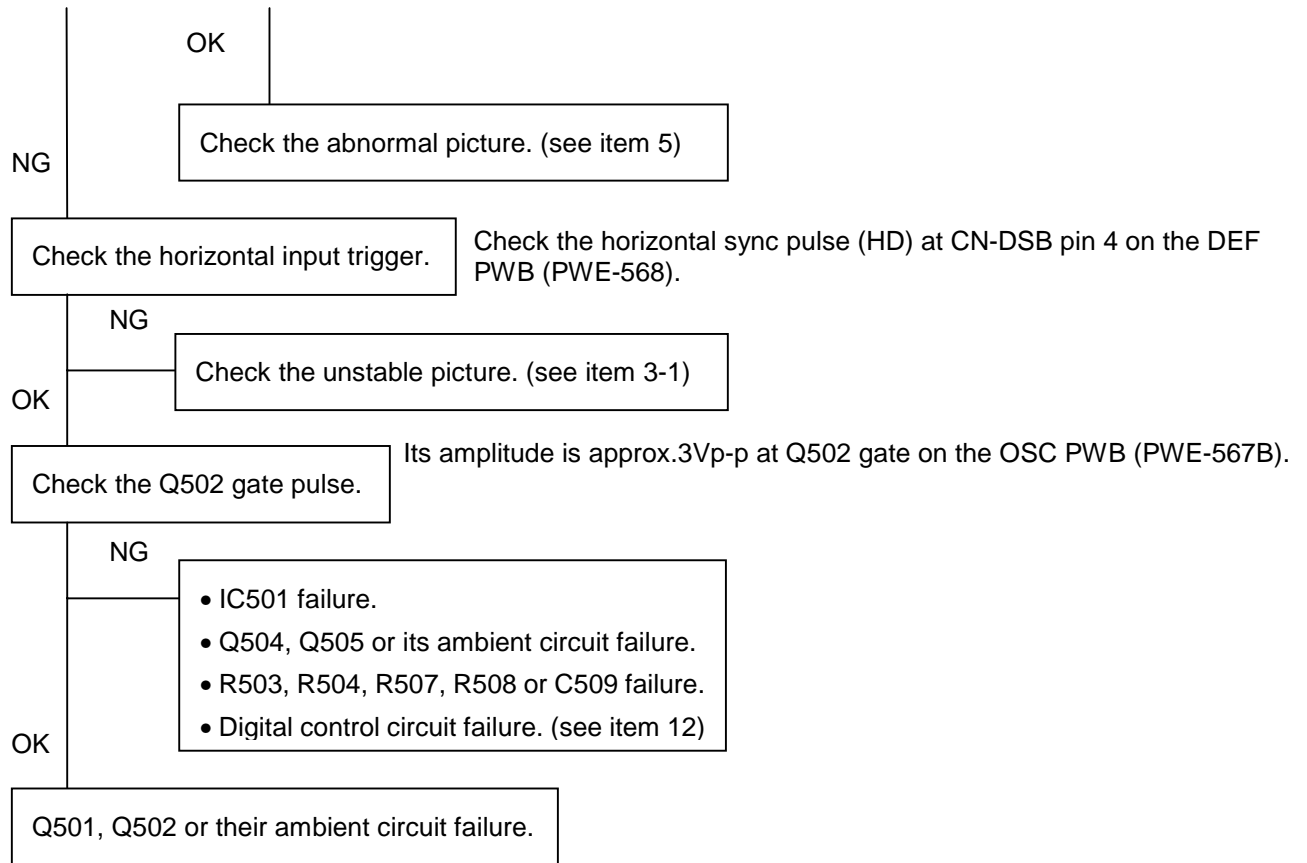 OK
Check the abnormal picture. (see item 5)
NG
Check the horizontal input trigger.
Check the horizontal sync pulse (HD) at CN-DSB pin 4 on the DEF
PWB (PWE-568).
NG
Check the unstable picture. (see item 3-1)
OK
Its amplitude is approx.3Vp-p at Q502 gate on the OSC PWB (PWE-567B).
Check the Q502 gate pulse.
NG
• IC501 failure.
• Q504, Q505 or its ambient circuit failure.
• R503, R504, R507, R508 or C509 failure.
• Digital control circuit failure. (see item 12)
OK
Q501, Q502 or their ambient circuit failure.